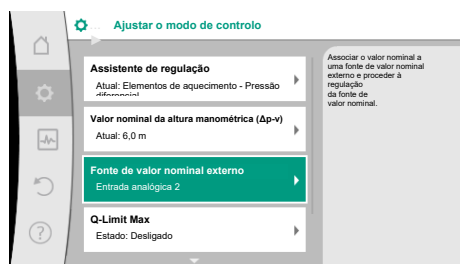 ... Ajustar o modo de controlo
Assistente de regulação
Atual: Elementos de aquecimento - Pressão
diferencial
Valor nominal da altura manométrica (Δp-v)
Atual: 6,0 m
Fonte de valor nominal externo
Entrada analógica 2
Q-Limit Max
Estado: Desligado
Associar o valor nominal a
uma fonte de valor nominal
externo e proceder à
regulação
da fonte de
valor nominal.